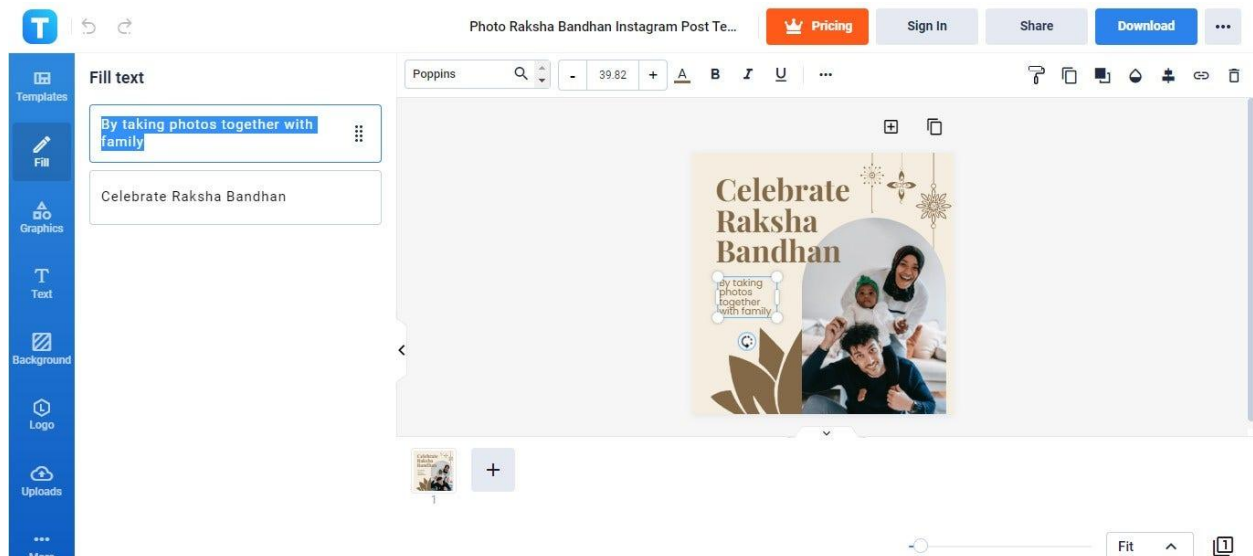 T
Photo Raksha Bandhan Instagram Post Te...
Pricing
Sign In
Share
Download
Templates
Fill
Graphics
Text
Background
Logo
Uploads
Fill text
By taking photos together with
family
Celebrate Raksha Bandhan
Poppins
- 39.82 + A B I U
Celebrate
Raksha
Bandhan
By taking
photos
together
with family
1
Fit
1